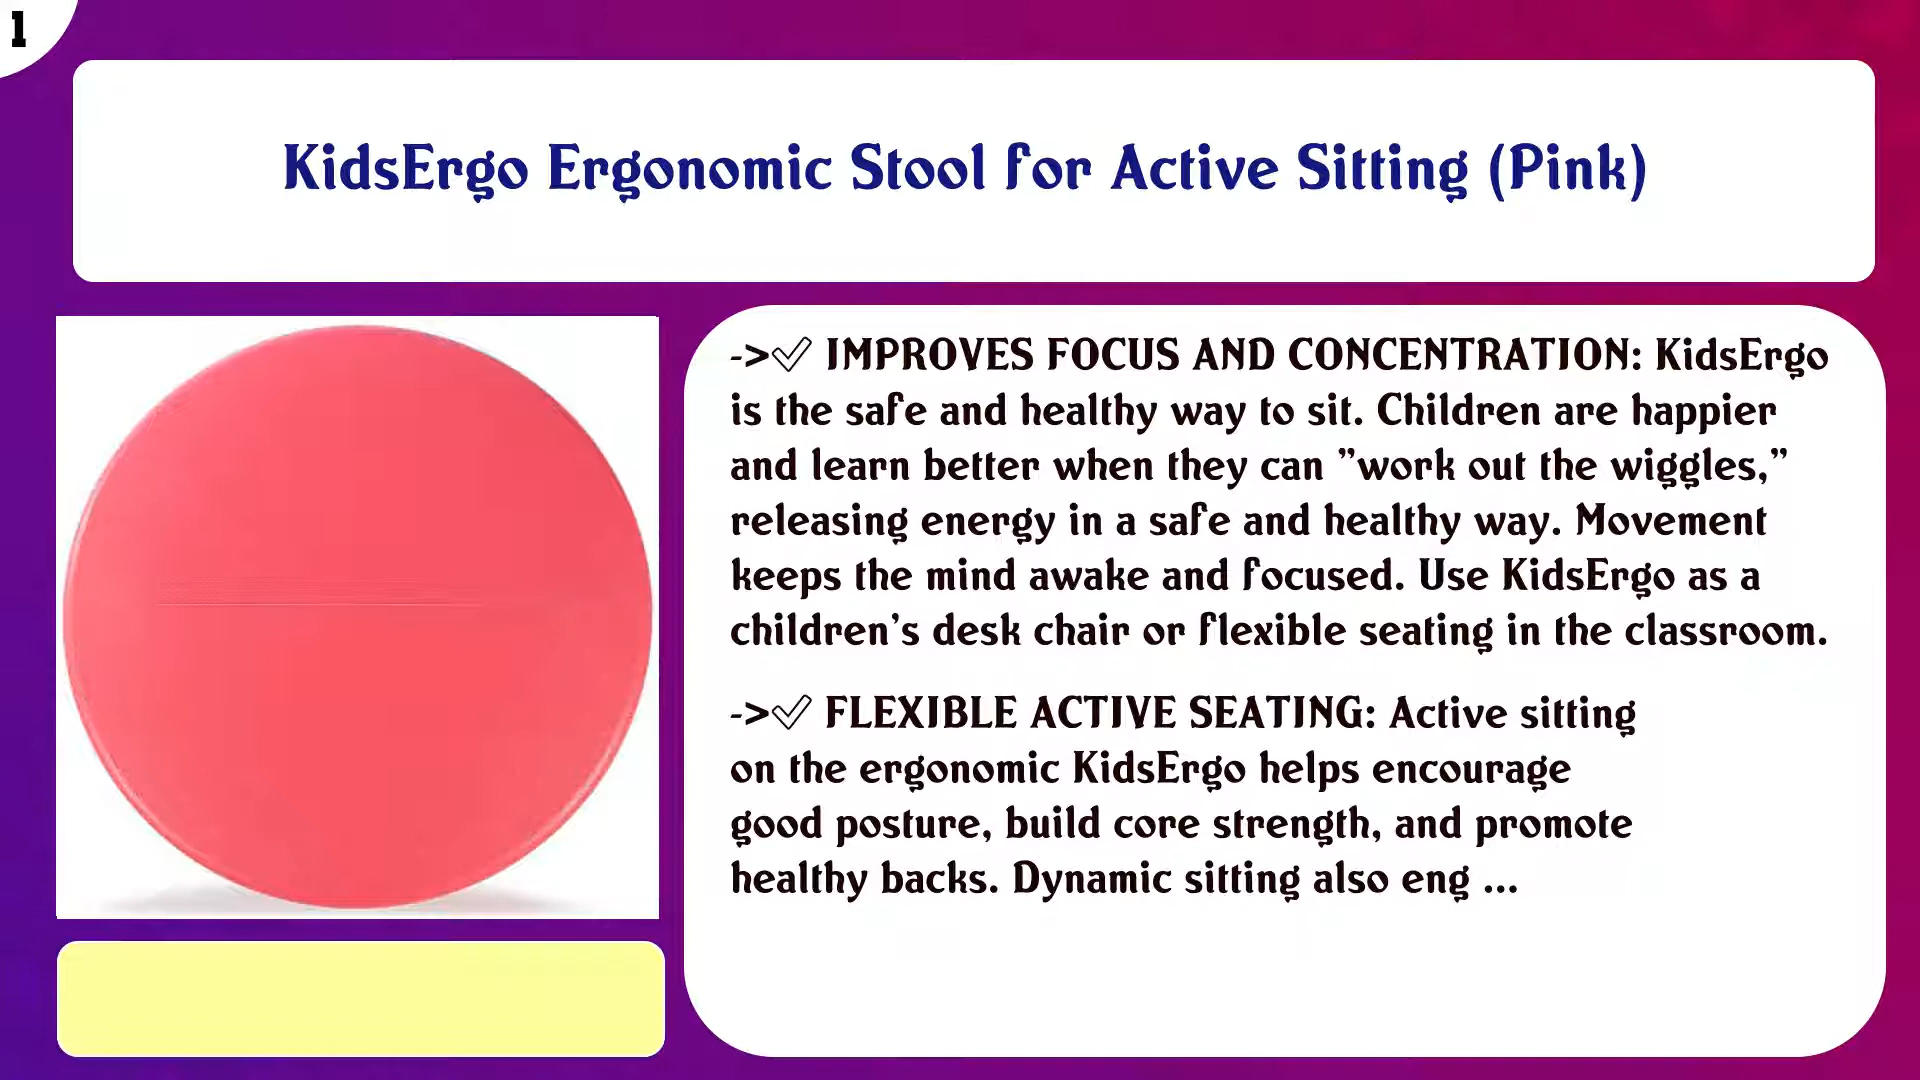 1
KidsErgo Ergonomic Stool for Active Sitting (Pink)
->✅ IMPROVES FOCUS AND CONCENTRATION: KidsErgo
is the safe and healthy way to sit. Children are happier
and learn better when they can "work out the wiggles,"
releasing energy in a safe and healthy way. Movement
keeps the mind awake and focused. Use KidsErgo as a
children's desk chair or flexible seating in the classroom.
->✅ FLEXIBLE ACTIVE SEATING: Active sitting
on the ergonomic KidsErgo helps encourage
good posture, build core strength, and promote
healthy backs. Dynamic sitting also eng ...